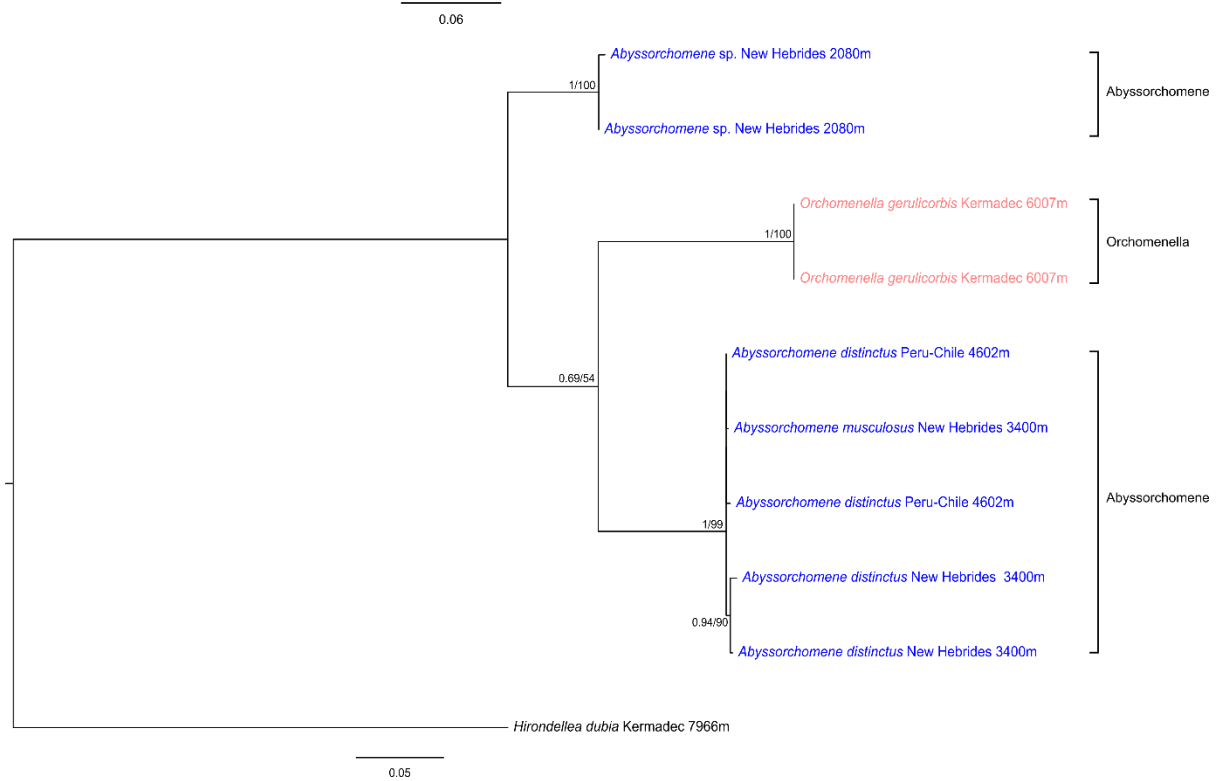 0.06
Abyssorchomene sp. New Hebrides 2080m
1/100
Abyssorchomene
Abyssorchomene sp. New Hebrides 2080m
Orchomenella gerulicorbis Kermadec 6007m
1/100
Orchomenella
Orchomenella gerulicorbis Kermadec 6007m
Abyssorchomene distinctus Peru-Chile 4602m
0.69/54
Abyssorchomene musculosus New Hebrides 3400m
Abyssorchomene distinctus Peru-Chile 4602m
Abyssorchomene
1/99
Abyssorchomene distinctus New Hebrides  3400m
0.94/90
Abyssorchomene distinctus New Hebrides 3400m
Hirondellea dubia Kermadec 7966m
0.05